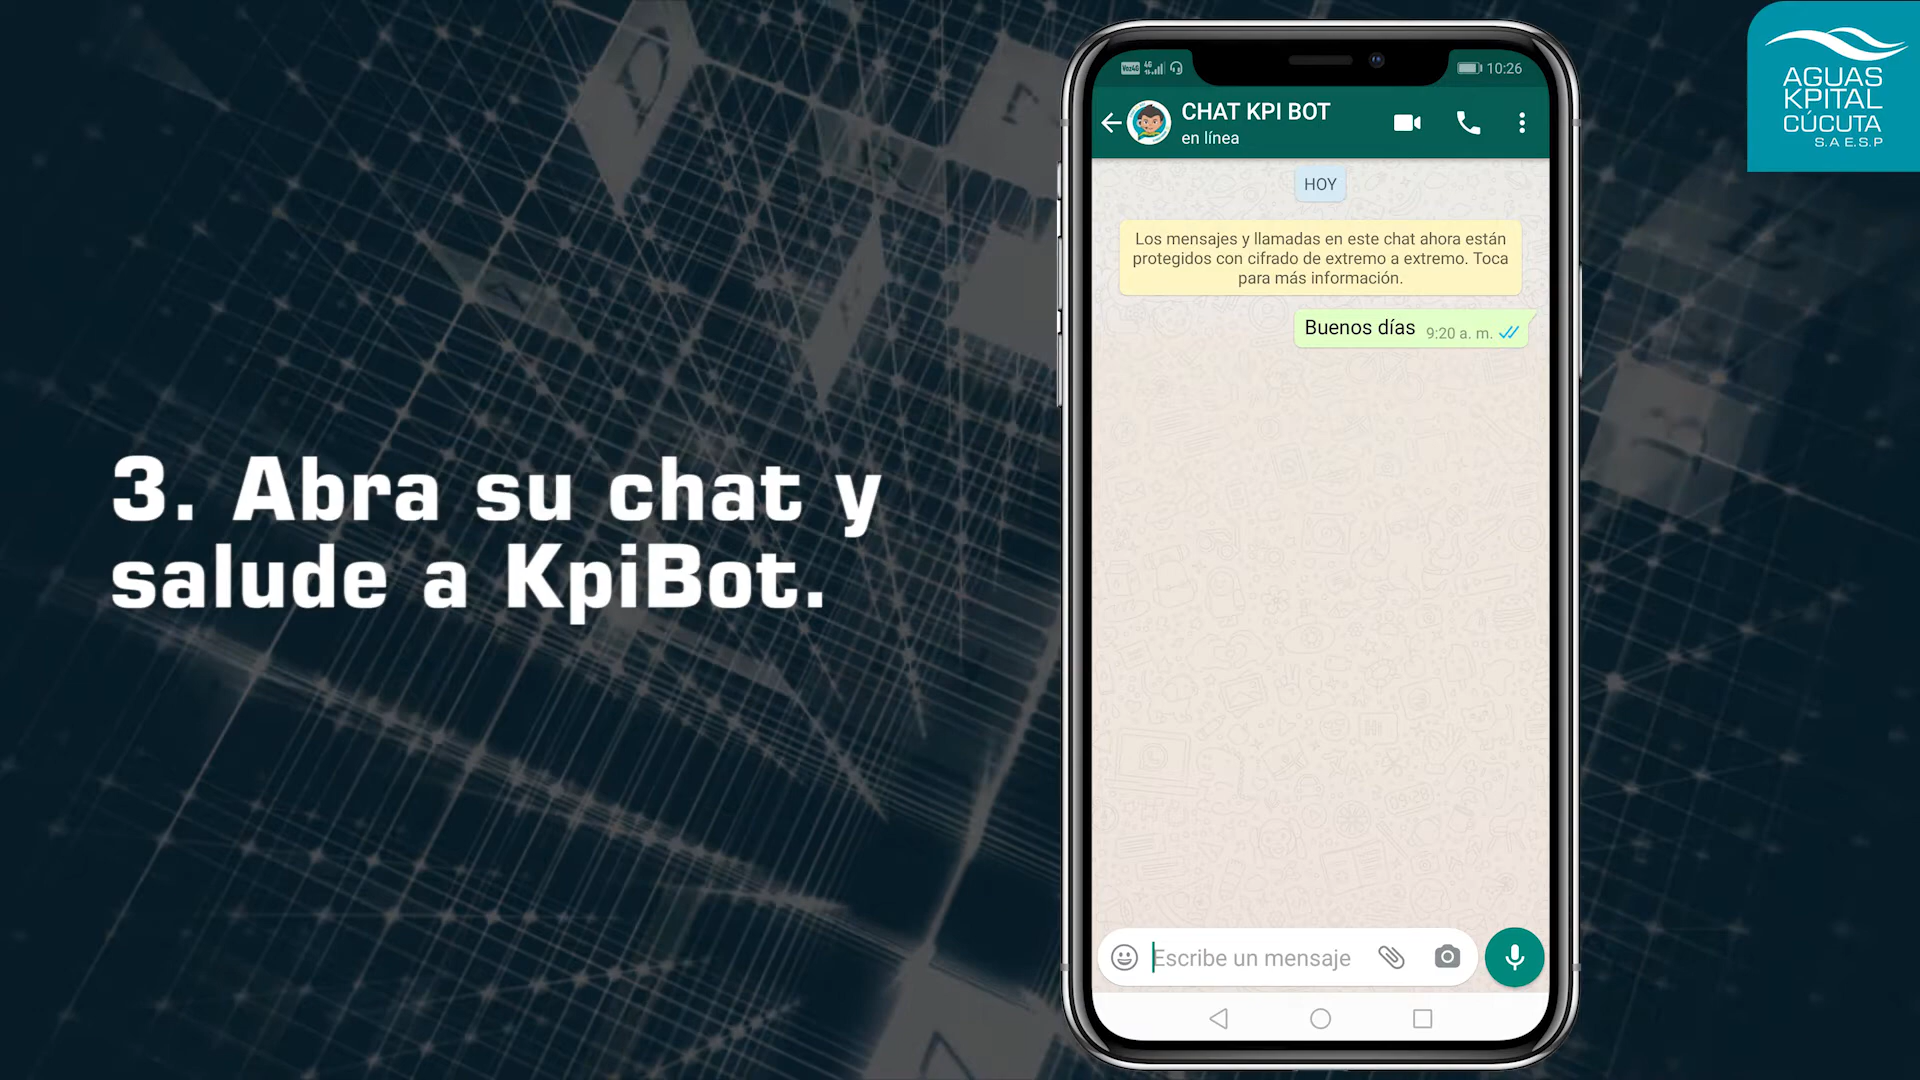 3. Abra su chat y
salude a KpiBot.
10:26
CHAT KPI BOT
en línea
HOY
Los mensajes y llamadas en este chat ahora están
protegidos con cifrado de extremo a extremo. Toca
para más información.
Buenos días 9:20 a. m.
Escribe un mensaje
AGUAS
KPITAL
CÚCUTA
S.A E.S.P